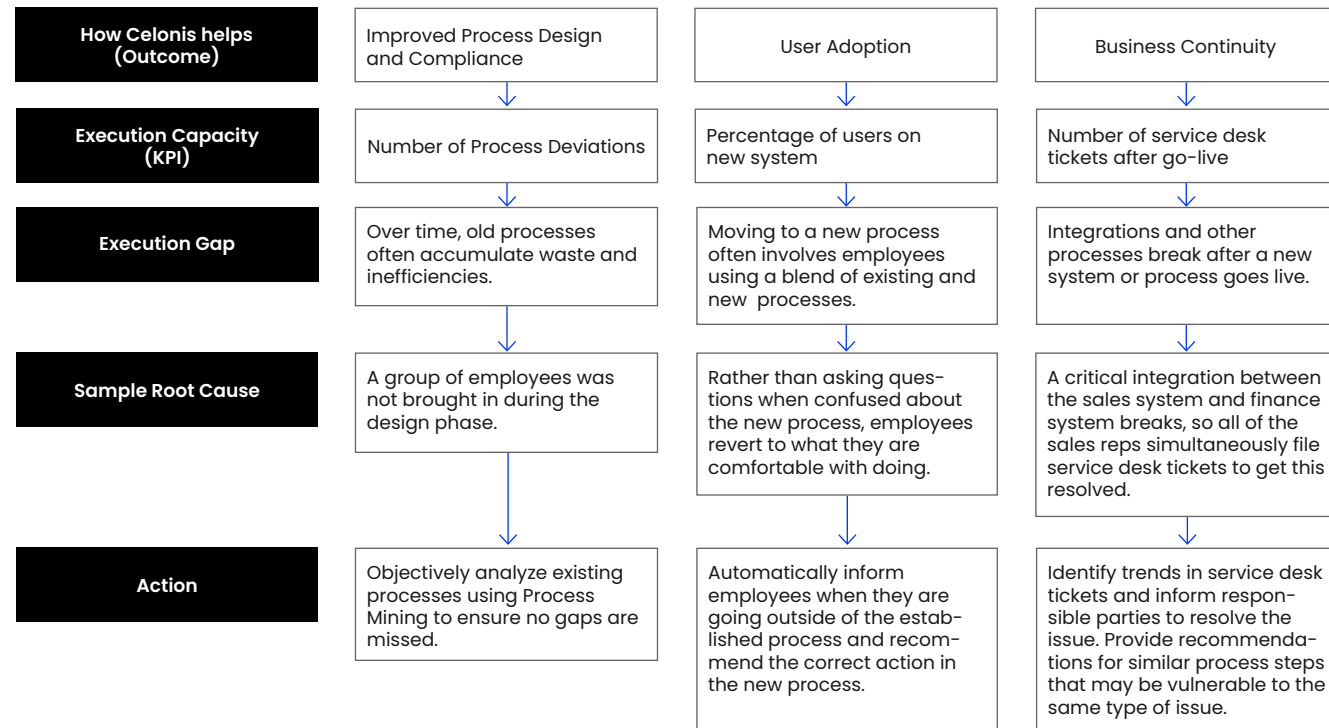 How Celonis helps
(Outcome)
Improved Process Design
and Compliance
User Adoption
Business Continuity
Execution Capacity
(KPI)
Number of Process Deviations
Percentage of users on
new system
Number of service desk
tickets after go-live
Execution Gap
Over time, old processes
often accumulate waste and
inefficiencies.
Moving to a new process
often involves employees
using a blend of existing and
new processes.
Integrations and other
processes break after a new
system or process goes live.
Sample Root Cause
A group of employees was
not brought in during the
design phase.
Rather than asking ques-
tions when confused about
the new process, employees
revert to what they are
comfortable with doing.
A critical integration between
the sales system and finance
system breaks, so all of the
sales reps simultaneously file
service desk tickets to get this
resolved.
Action
Objectively analyze existing
processes using Process
Mining to ensure no gaps are
missed.
Automatically inform
employees when they are
going outside of the estab-
lished process and recom-
mend the correct action in
the new process.
Identify trends in service desk
tickets and inform respon-
sible parties to resolve the
issue. Provide recommenda-
tions for similar process steps
that may be vulnerable to the
same type of issue.